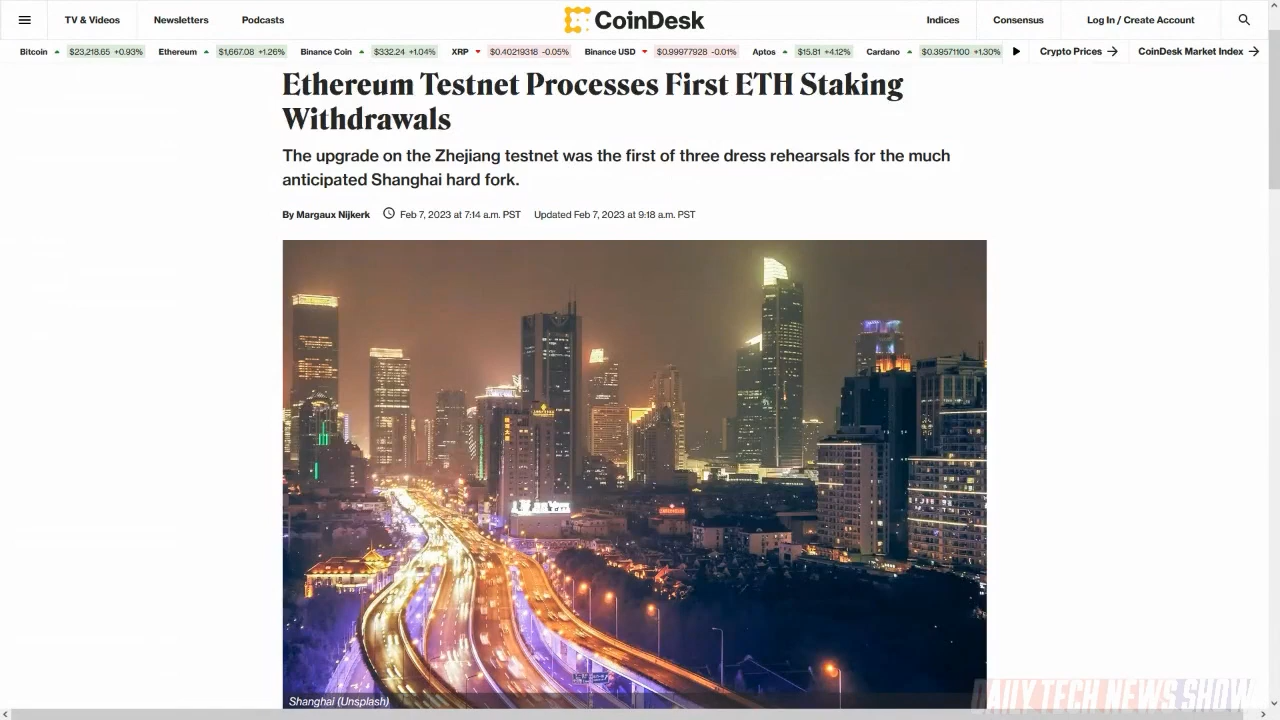 TV & Videos Newsletters Podcasts CoinDesk Indices Consensus Log In / Create Account
Bitcoin $23,218.65 +0.93% Ethereum $1,667.08 +1.26% Binance Coin $332.24 +1.04% XRP $0.40219318 -0.05% Binance USD $0.99977928 -0.01% Aptos $15.81 +4.12% Cardano $0.39571100 +1.30% Crypto Prices CoinDesk Market Index
Ethereum Testnet Processes First ETH Staking
Withdrawals
The upgrade on the Zhejiang testnet was the first of three dress rehearsals for the much
anticipated Shanghai hard fork.
By Margaux Nijkerk Feb 7, 2023 at 7:14 a.m. PST Updated Feb 7, 2023 at 9:18 a.m. PST
Shanghai (Unsplash)
DAILY TECH NEWS SHOW